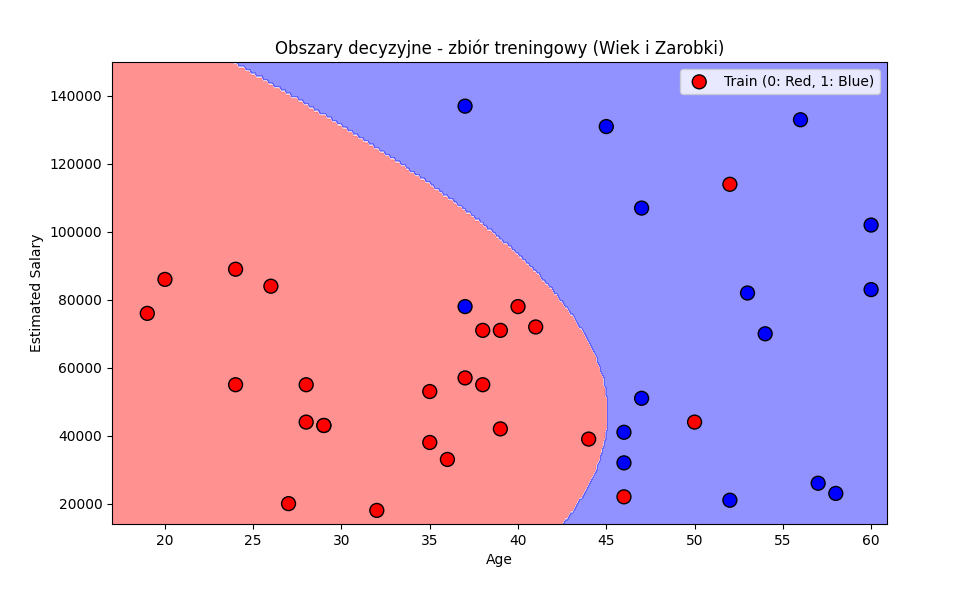 Obszary decyzyjne - zbiór treningowy (Wiek i Zarobki)
Train (0: Red, 1: Blue)
140000
120000
100000
80000
60000
40000
20000
Estimated Salary
20 25 30 35 40 45 50 55 60
Age